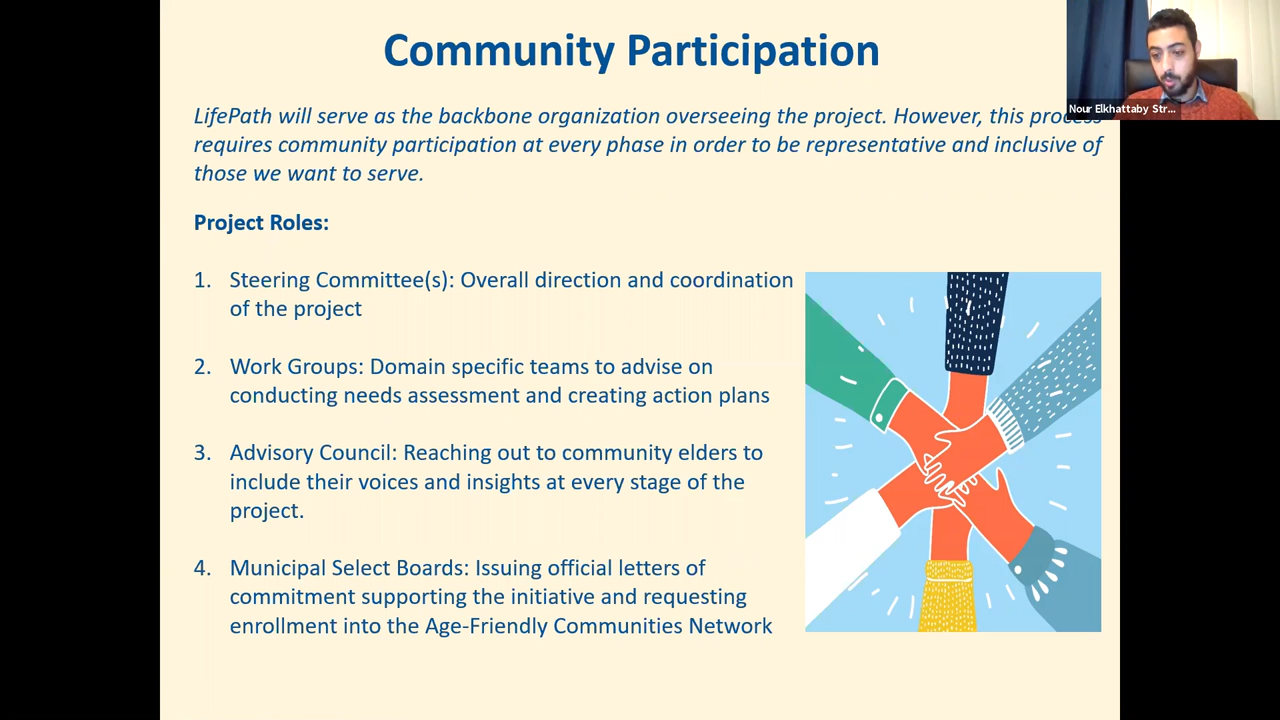 Community Participation
Nour Elkhattaby Str...
LifePath will serve as the backbone organization overseeing the project. However, this process
requires community participation at every phase in order to be representative and inclusive of
those we want to serve.
Project Roles:
1. Steering Committee(s): Overall direction and coordination
of the project
2. Work Groups: Domain specific teams to advise on
conducting needs assessment and creating action plans
3. Advisory Council: Reaching out to community elders to
include their voices and insights at every stage of the
project.
4. Municipal Select Boards: Issuing official letters of
commitment supporting the initiative and requesting
enrollment into the Age-Friendly Communities Network